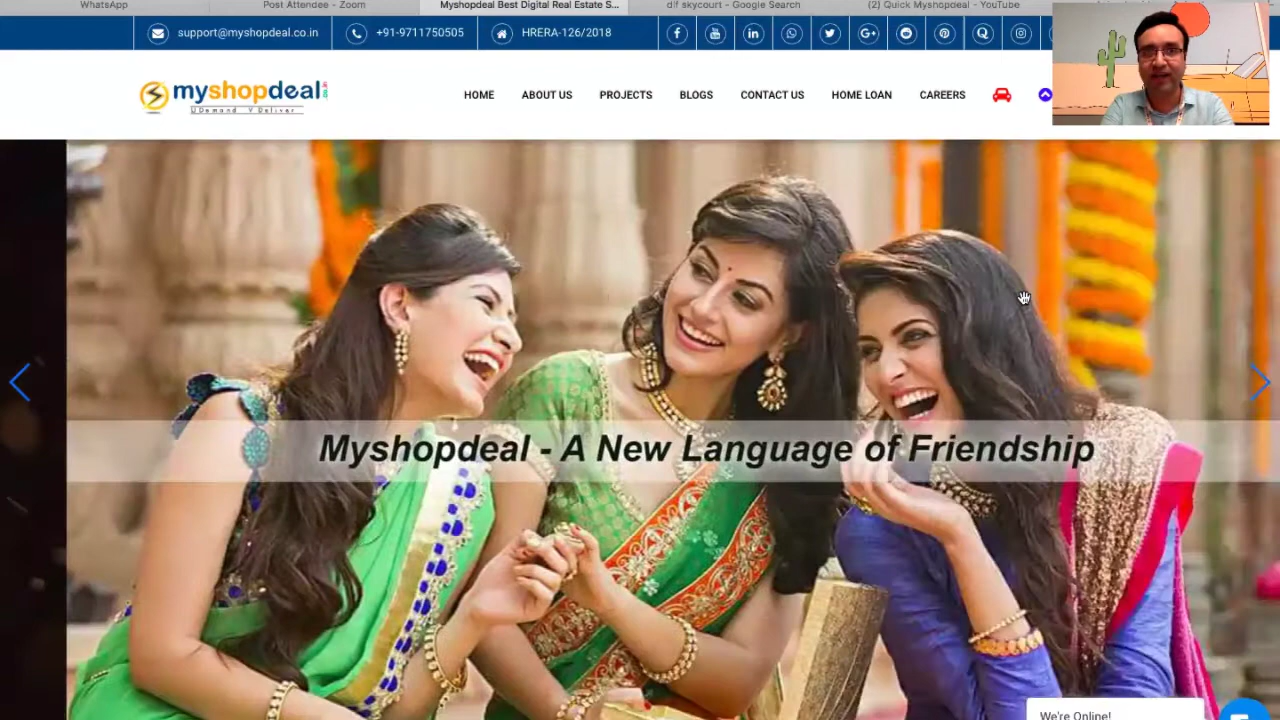 WhatsApp
Post Attendee - Zoom
Myshopdeal Best Digital Real Estate S...
dlf skycourt - Google Search
(2) Quick Myshopdeal - YouTube
support@myshopdeal.co.in
+91-9711750505
HRERA-126/2018
myshopdeal
U Demand V Deliver
HOME
ABOUT US
PROJECTS
BLOGS
CONTACT US
HOME LOAN
CAREERS
Myshopdeal - A New Language of Friendship
We're Online!